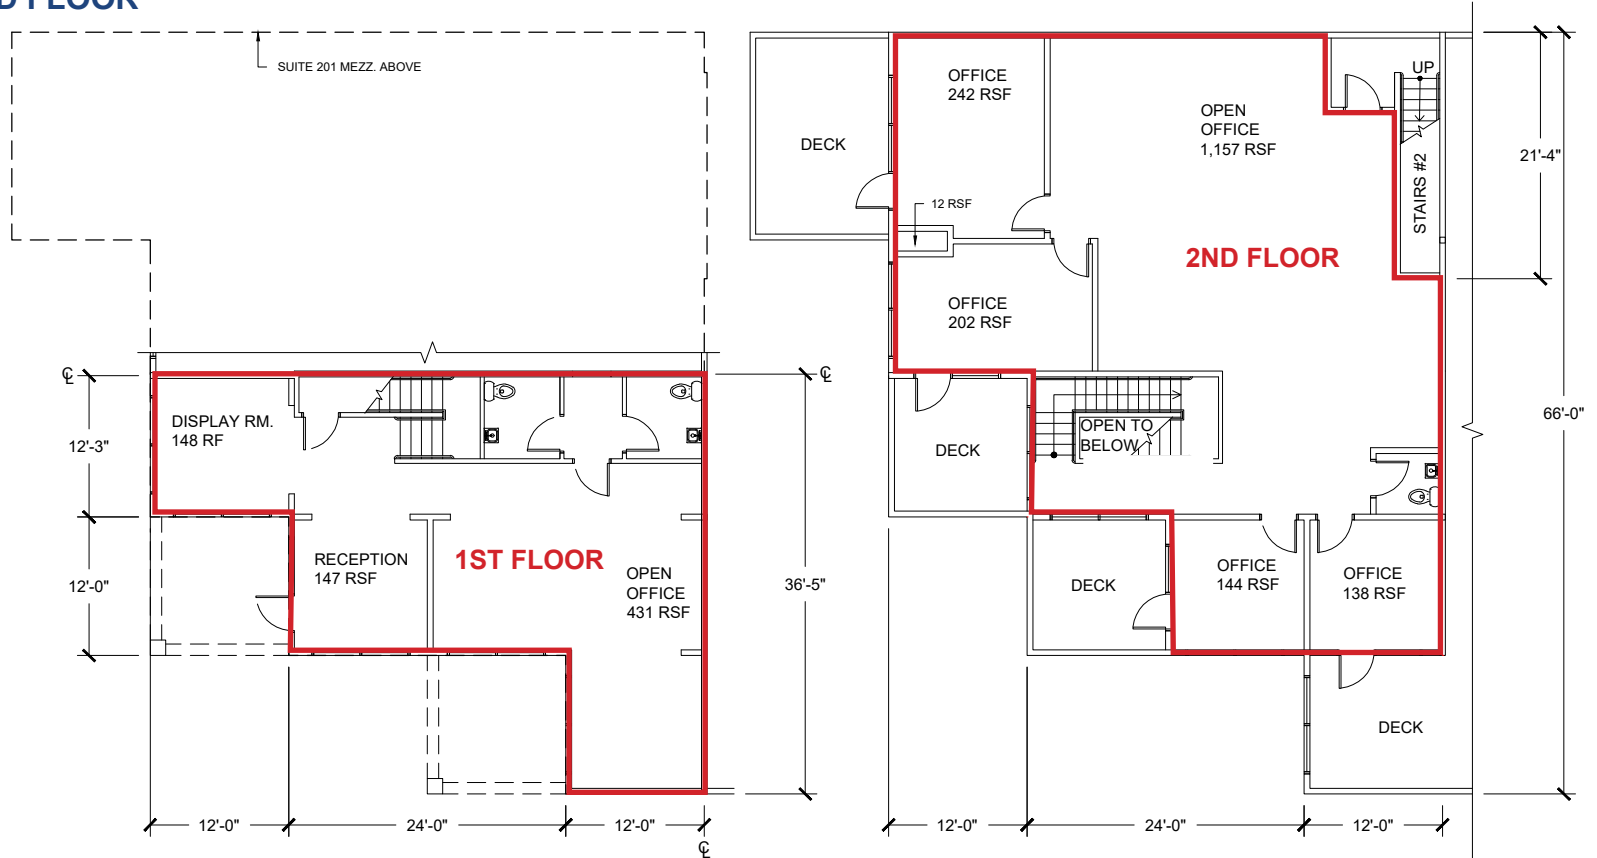 D FLOOR
SUITE 201 MEZZ. ABOVE
DISPLAY RM.
148 RF
RECEPTION
147 RSF
1ST FLOOR
OPEN
OFFICE
431 RSF
12'-3"
12'-0"
36'-5"
12'-0"
24'-0"
12'-0"
DECK
OFFICE
242 RSF
OPEN
OFFICE
1,157 RSF
UP
STAIRS #2
21'-4"
12 RSF
2ND FLOOR
OFFICE
202 RSF
66'-0"
DECK
OPEN TO
BELOW
DECK
OFFICE
144 RSF
OFFICE
138 RSF
DECK
12'-0"
24'-0"
12'-0"